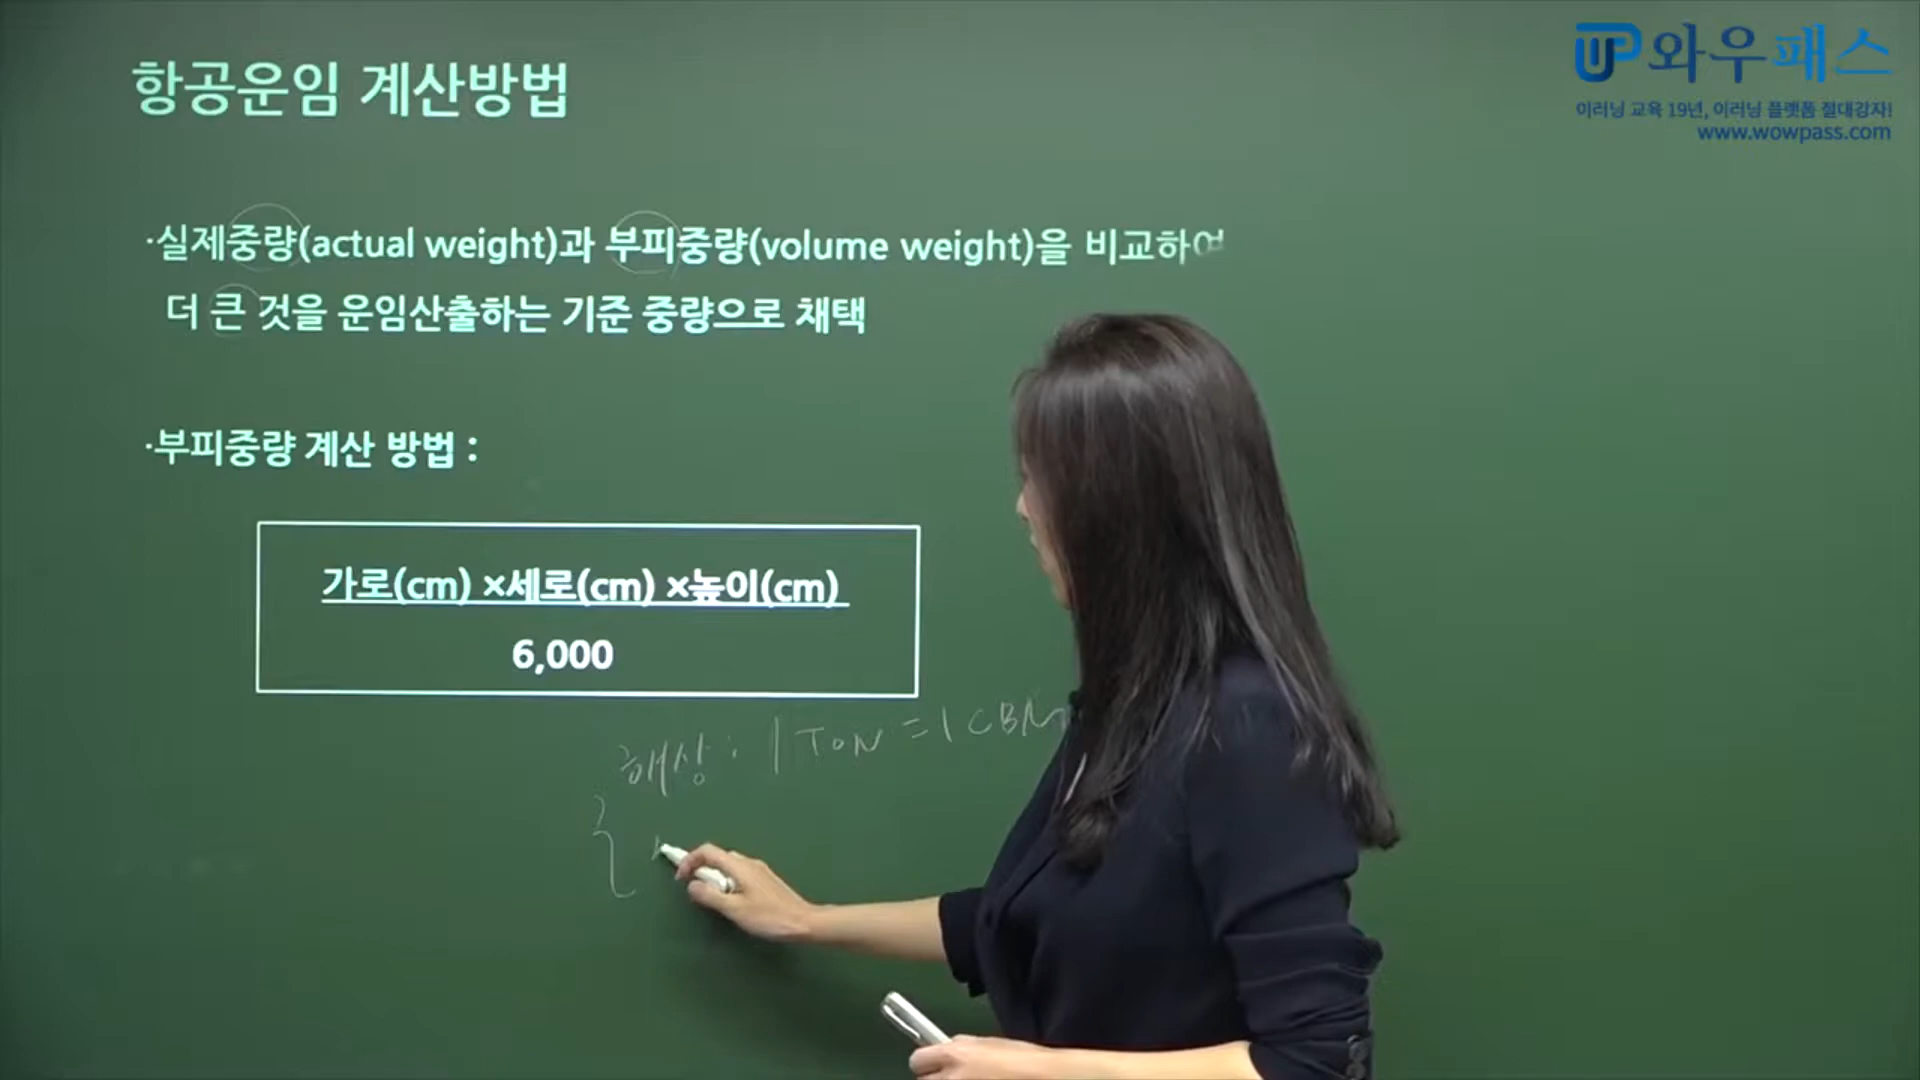 항공운임 계산방법
와우패스
이러닝 교육 19년, 이러닝 플랫폼 절대강자!
www.wowpass.com
·실제중량(actual weight)과 부피중량(volume weight)을 비교하여
더 큰 것을 운임산출하는 기준 중량으로 채택
·부피중량 계산 방법 :
가로(cm) ×세로(cm) ×높이(cm)
6,000
해상 : 1 TON = 1 CBM